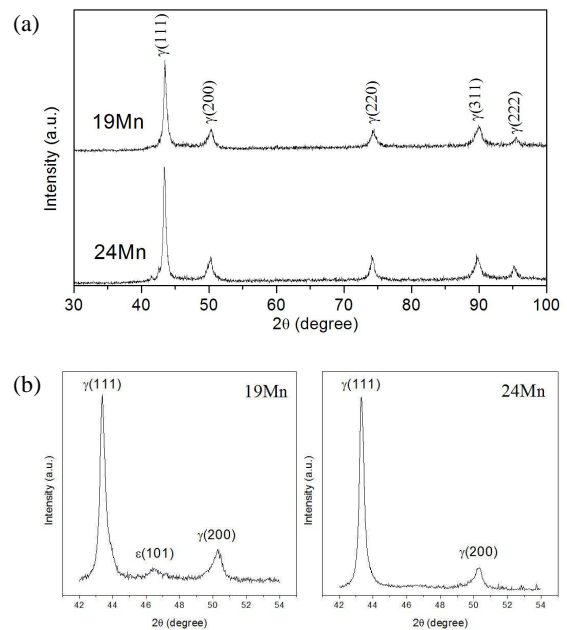 (a)
γ(111)
γ(200)
γ(220)
γ(311)
γ(222)
19Mn
24Mn
Intensity (a.u.)
30 40 50 60 70 80 90 100
2θ (degree)
(b)
γ(111)
19Mn
ε(101)
γ(200)
Intensity (a.u.)
42 44 46 48 50 52 54
2θ (degree)
γ(111)
24Mn
γ(200)
Intensity (a.u.)
42 44 46 48 50 52 54
2θ (degree)